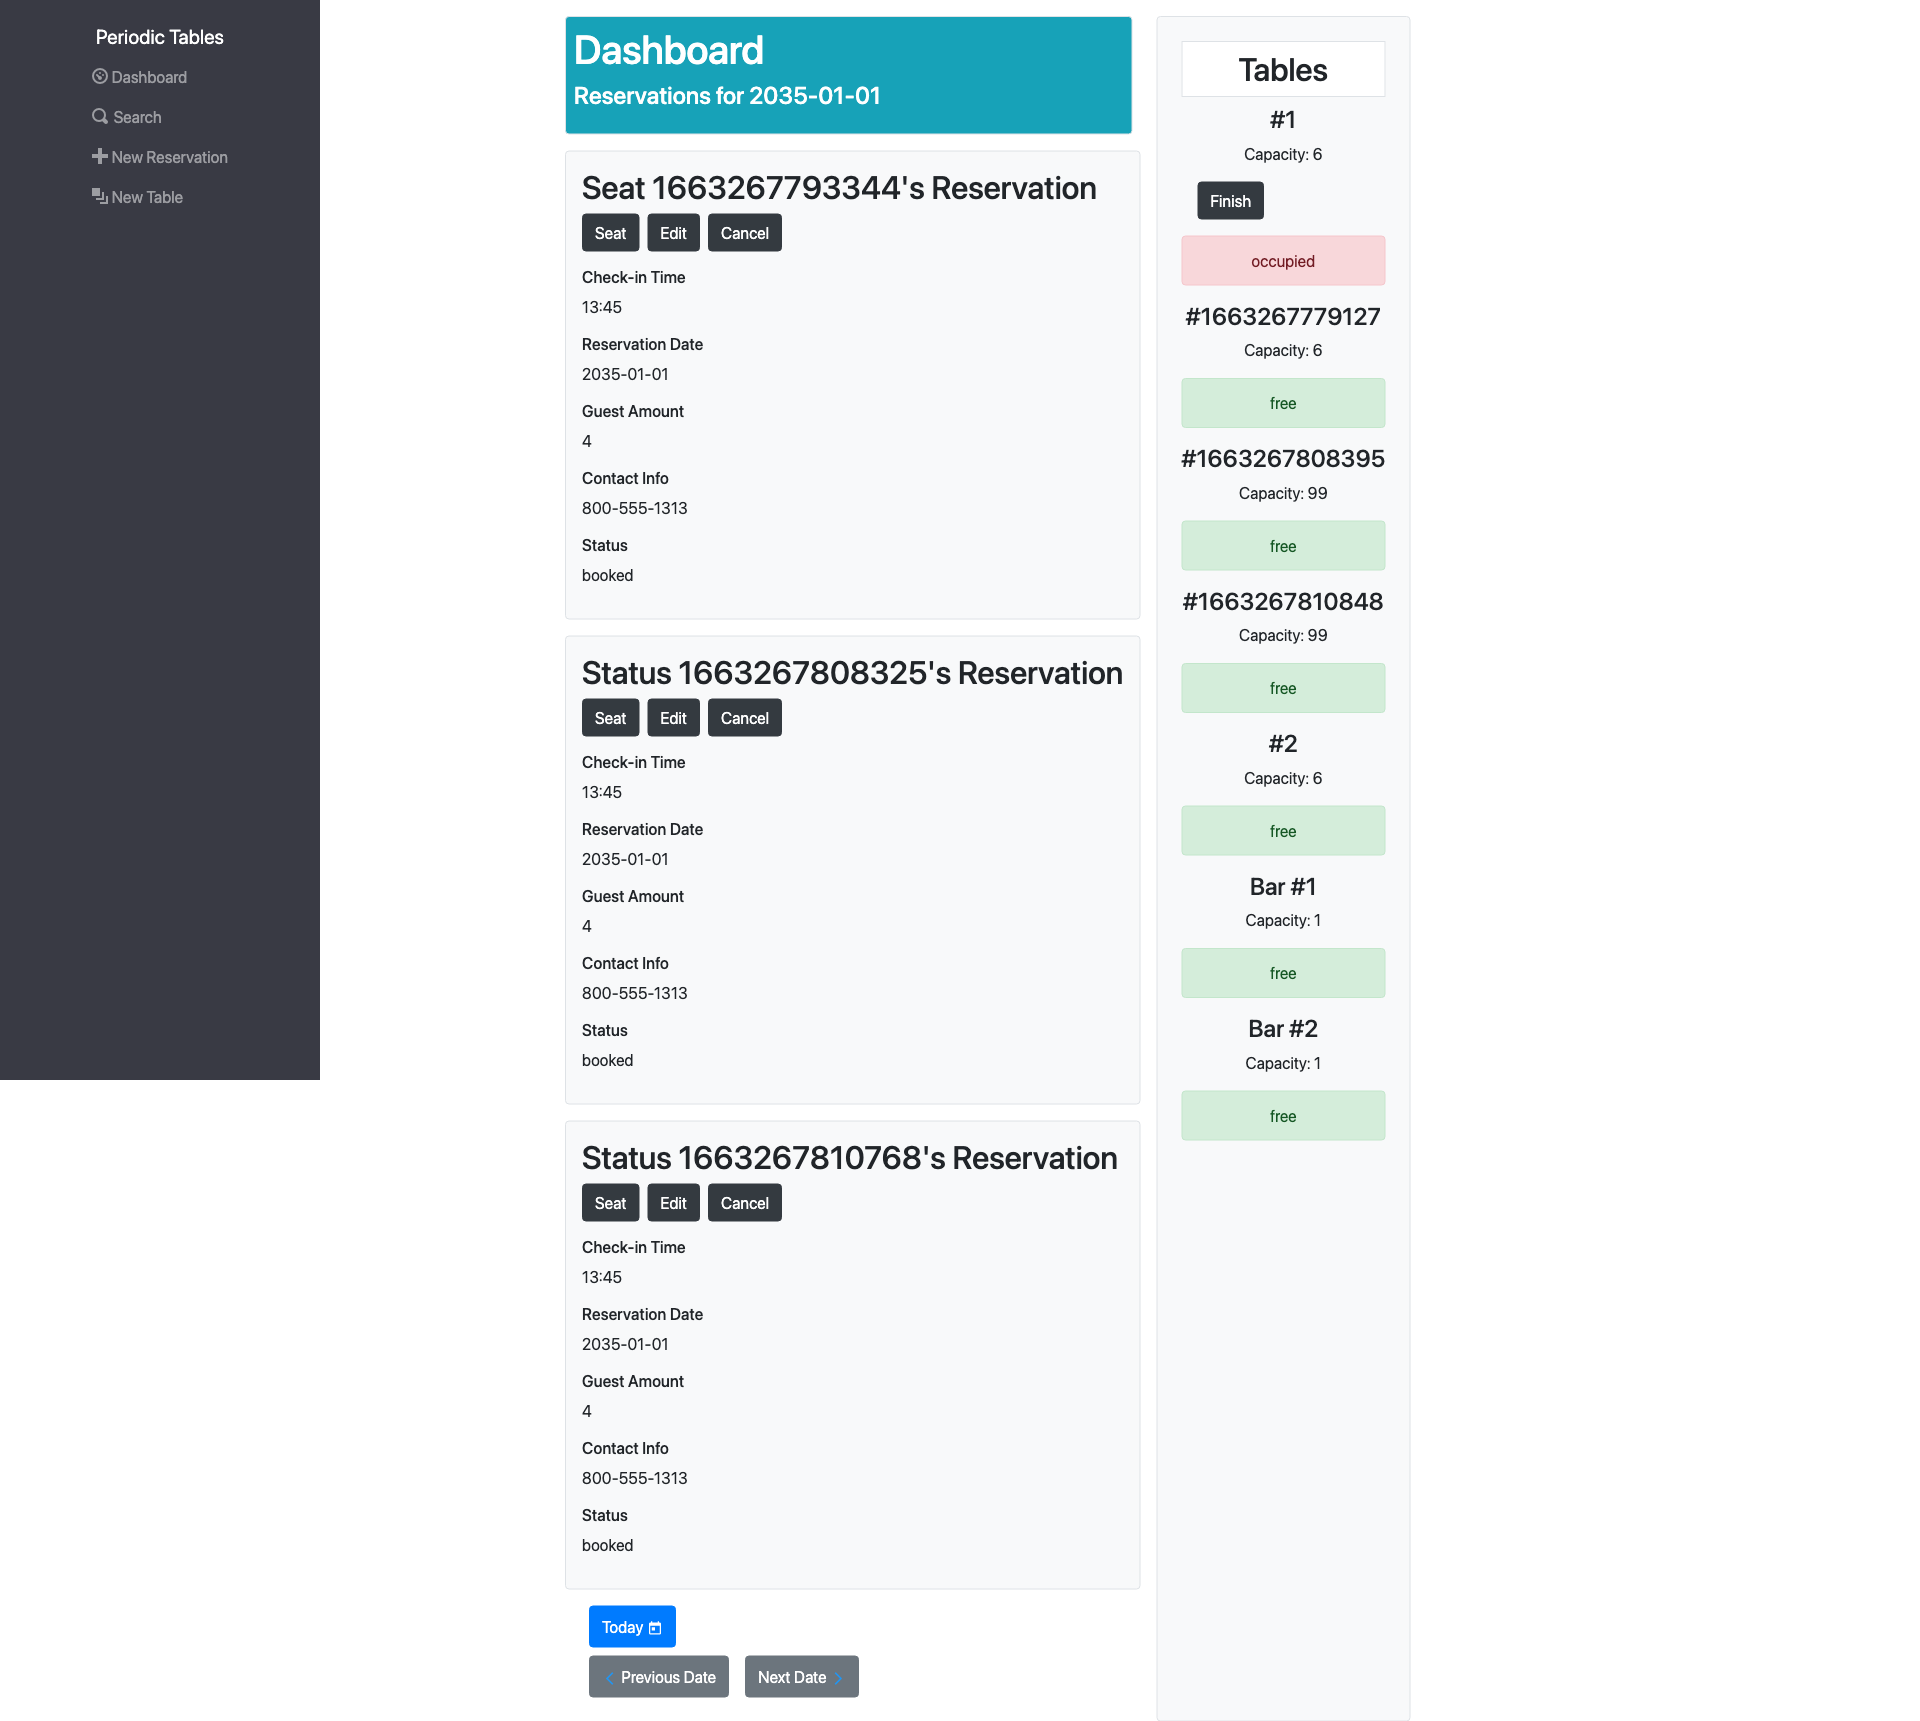 Periodic Tables
Dashboard
Search
New Reservation
New Table
Dashboard
Reservations for 2035-01-01
Seat 1663267793344's Reservation
Seat Edit Cancel
Check-in Time
13:45
Reservation Date
2035-01-01
Guest Amount
4
Contact Info
800-555-1313
Status
booked
Status 1663267808325's Reservation
Seat Edit Cancel
Check-in Time
13:45
Reservation Date
2035-01-01
Guest Amount
4
Contact Info
800-555-1313
Status
booked
Status 1663267810768's Reservation
Seat Edit Cancel
Check-in Time
13:45
Reservation Date
2035-01-01
Guest Amount
4
Contact Info
800-555-1313
Status
booked
Today
Previous Date Next Date
Tables
#1
Capacity: 6
Finish
occupied
#1663267779127
Capacity: 6
free
#1663267808395
Capacity: 99
free
#1663267810848
Capacity: 99
free
#2
Capacity: 6
free
Bar #1
Capacity: 1
free
Bar #2
Capacity: 1
free